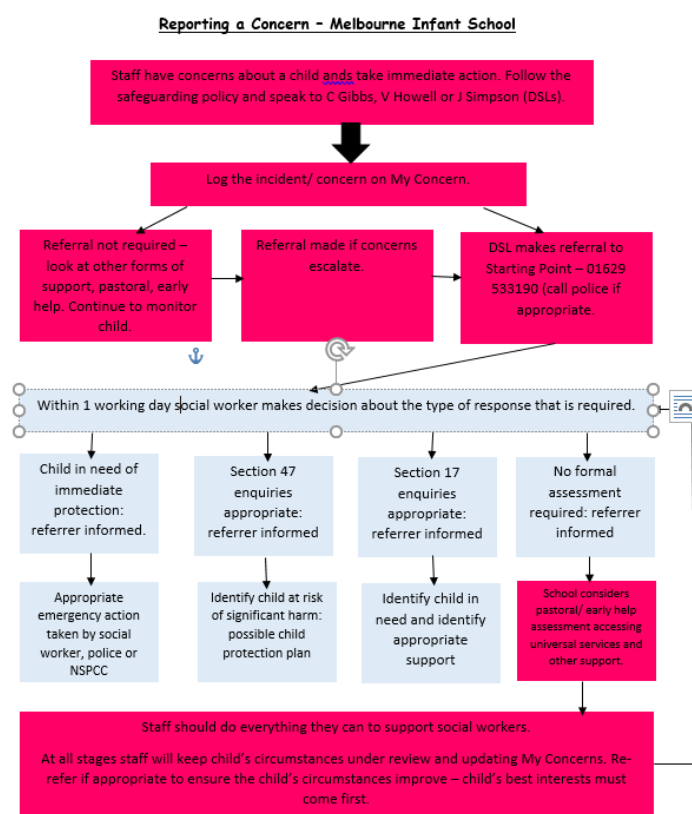 Reporting a Concern – Melbourne Infant School
Staff have concerns about a child ands take immediate action. Follow the
safeguarding policy and speak to C Gibbs, V Howell or J Simpson (DSLs).
Log the incident/ concern on My Concern.
Referral not required –
look at other forms of
support, pastoral, early
help. Continue to monitor
child.
Referral made if concerns
escalate.
DSL makes referral to
Starting Point – 01629
533190 (call police if
appropriate.
Within 1 working day social worker makes decision about the type of response that is required.
Child in need of
immediate
protection:
referrer informed.
Section 47
enquiries
appropriate:
referrer informed
Section 17
enquiries
appropriate:
referrer informed
No formal
assessment
required: referrer
informed
Appropriate
emergency action
taken by social
worker, police or
NSPCC
Identify child at risk
of significant harm:
possible child
protection plan
Identify child in
need and identify
appropriate
support
School considers
pastoral/ early help
assessment accessing
universal services and
other support.
Staff should do everything they can to support social workers.
At all stages staff will keep child's circumstances under review and updating My Concerns. Re-
refer if appropriate to ensure the child's circumstances improve – child's best interests must
come first.